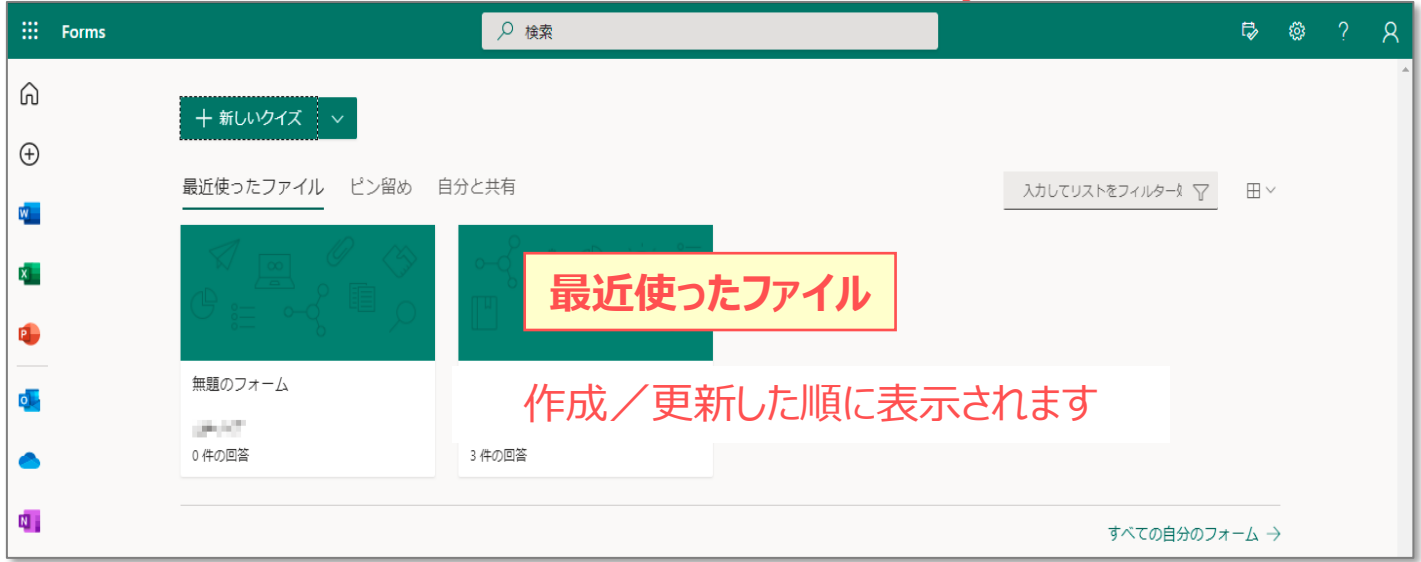 Forms
検索
?
+ 新しいクイズ
最近使ったファイル ピン留め 自分と共有
入力してリストをフィルター
最近使ったファイル
無題のフォーム
作成／更新した順に表示されます
0 件の回答
3 件の回答
すべての自分のフォーム →